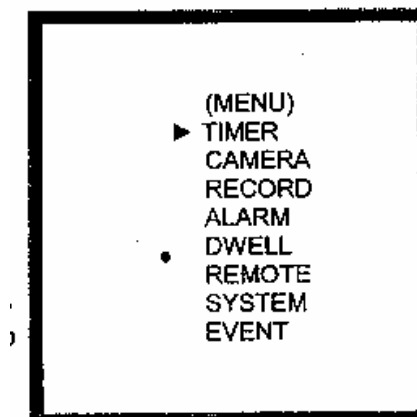 (MENU)
► TIMER
CAMERA
RECORD
ALARM
DWELL
REMOTE
SYSTEM
EVENT